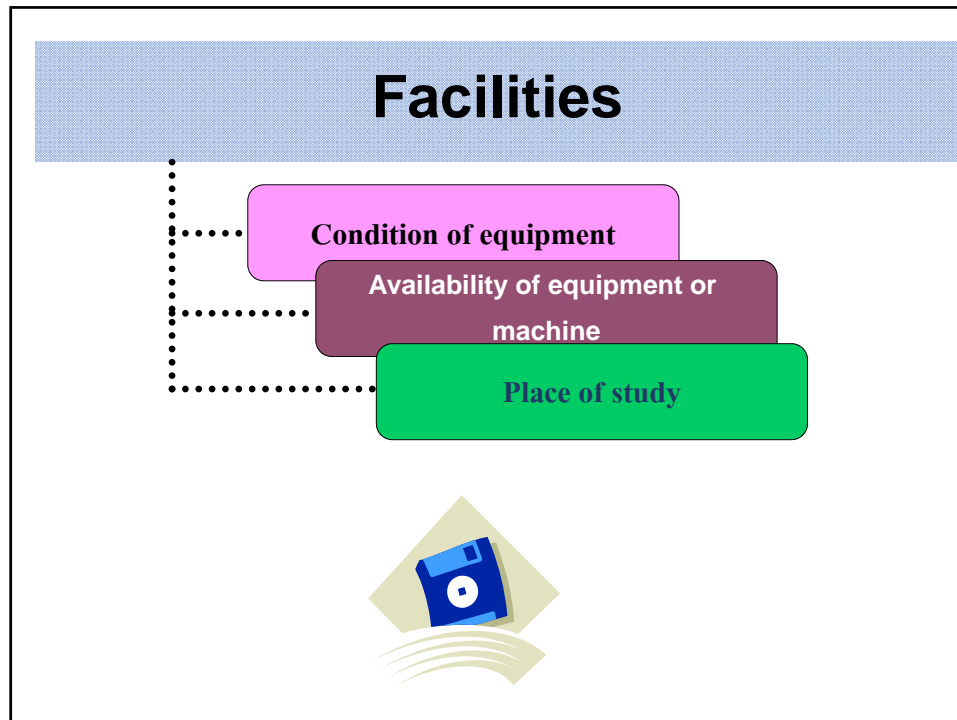 Facilities
Condition of equipment
Availability of equipment or
machine
Place of study